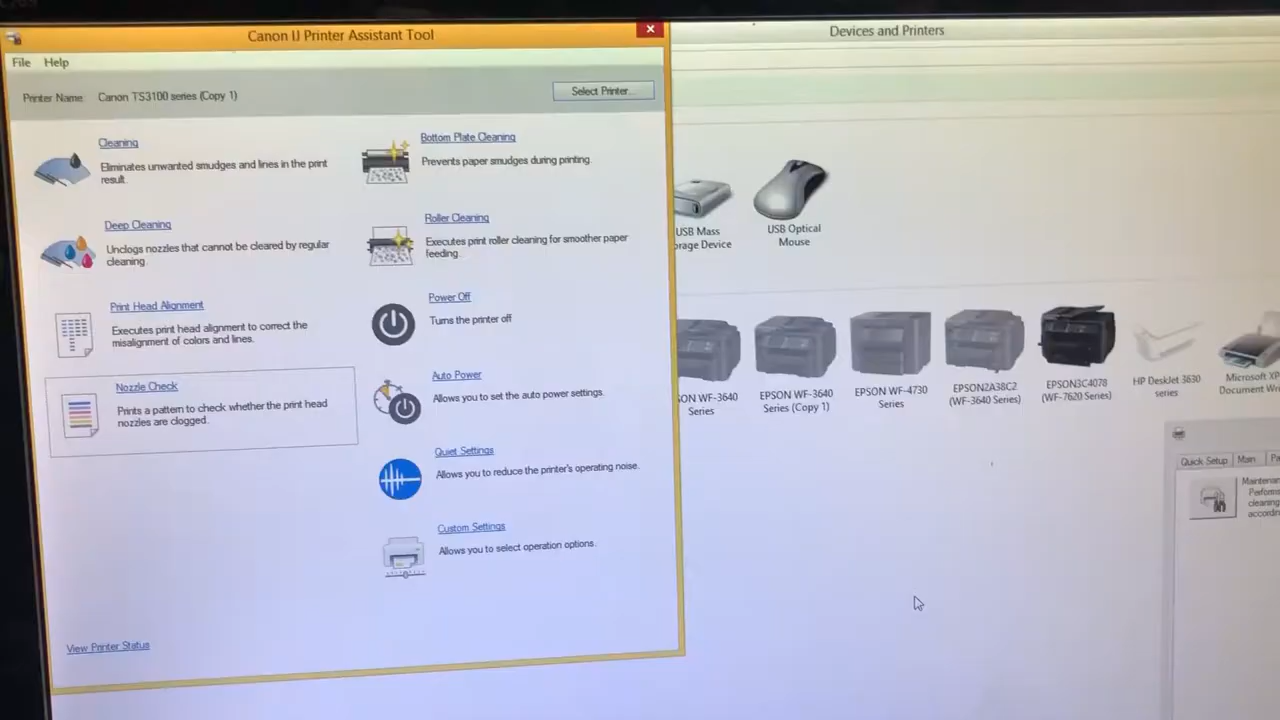 Canon IJ Printer Assistant Tool
File Help
Printer Name: Canon TS3100 series (Copy 1)
Select Printer...
Cleaning
Eliminates unwanted smudges and lines in the print
result.
Deep Cleaning
Unclogs nozzles that cannot be cleared by regular
cleaning.
Print Head Alignment
Executes print head alignment to correct the
misalignment of colors and lines.
Nozzle Check
Prints a pattern to check whether the print head
nozzles are clogged.
Bottom Plate Cleaning
Prevents paper smudges during printing.
Roller Cleaning
Executes print roller cleaning for smoother paper
feeding.
Power Off
Turns the printer off
Auto Power
Allows you to set the auto power settings.
Quiet Settings
Allows you to reduce the printer's operating noise.
Custom Settings
Allows you to select operation options.
View Printer Status
Devices and Printers
USB Mass
orage Device
USB Optical
Mouse
ON WF-3640
Series
EPSON WF-3640
Series (Copy 1)
EPSON WF-4730
Series
EPSON2A38C2
(WF-3640 Series)
EPSON3C4078
(WF-7620 Series)
HP DeskJet 3630
series
Microsoft XP
Document Wr
Quick Setup Main Pa
Maintenan
Perform
cleaning
accordi